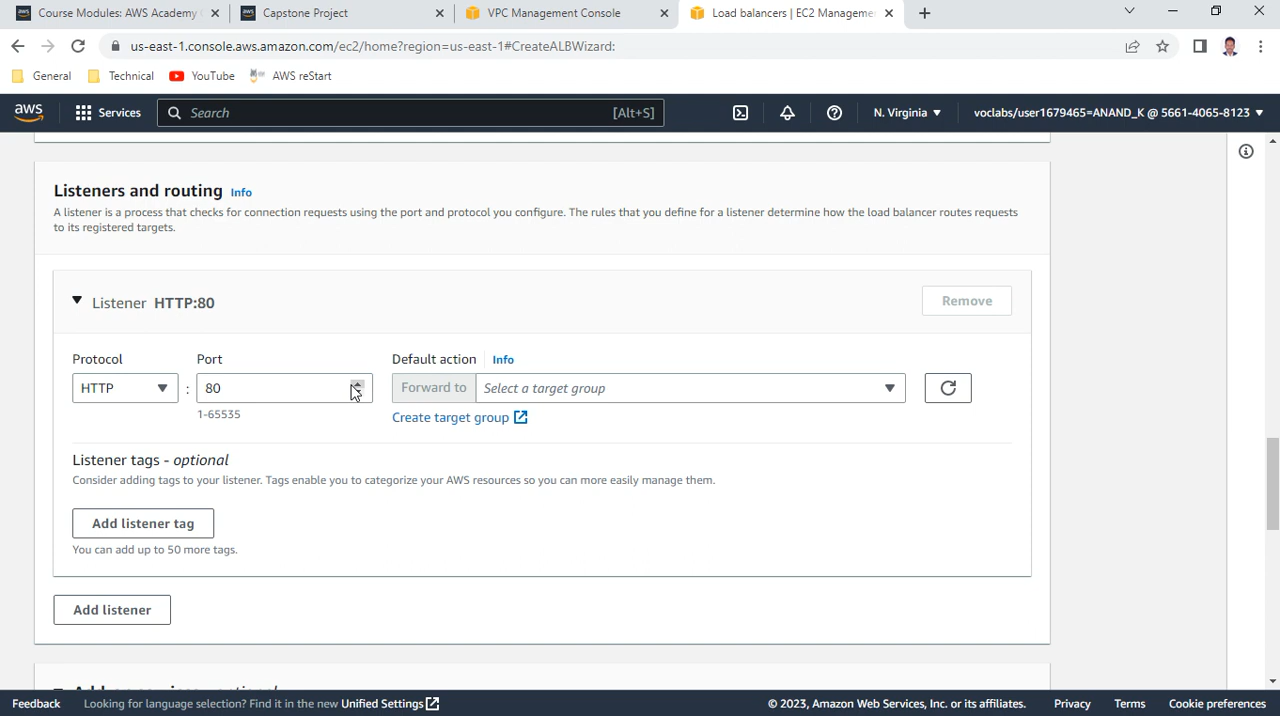 Course Modules: AWS Academy
Capstone Project
VPC Management Console
Load balancers | EC2 Manageme
us-east-1.console.aws.amazon.com/ec2/home?region=us-east-1#CreateALBWizard:
General
Technical
YouTube
AWS reStart
aws
Services
Search
[Alt+S]
N. Virginia
voclabs/user1679465=ANAND_K @ 5661-4065-8123
Listeners and routing Info
A listener is a process that checks for connection requests using the port and protocol you configure. The rules that you define for a listener determine how the load balancer routes requests
to its registered targets.
Listener HTTP:80
Remove
Protocol
Port
Default action
Info
HTTP
:
80
Forward to
Select a target group
1-65535
Create target group
Listener tags - optional
Consider adding tags to your listener. Tags enable you to categorize your AWS resources so you can more easily manage them.
Add listener tag
You can add up to 50 more tags.
Add listener
Feedback
Looking for language selection? Find it in the new Unified Settings
© 2023, Amazon Web Services, Inc. or its affiliates.
Privacy
Terms
Cookie preferences